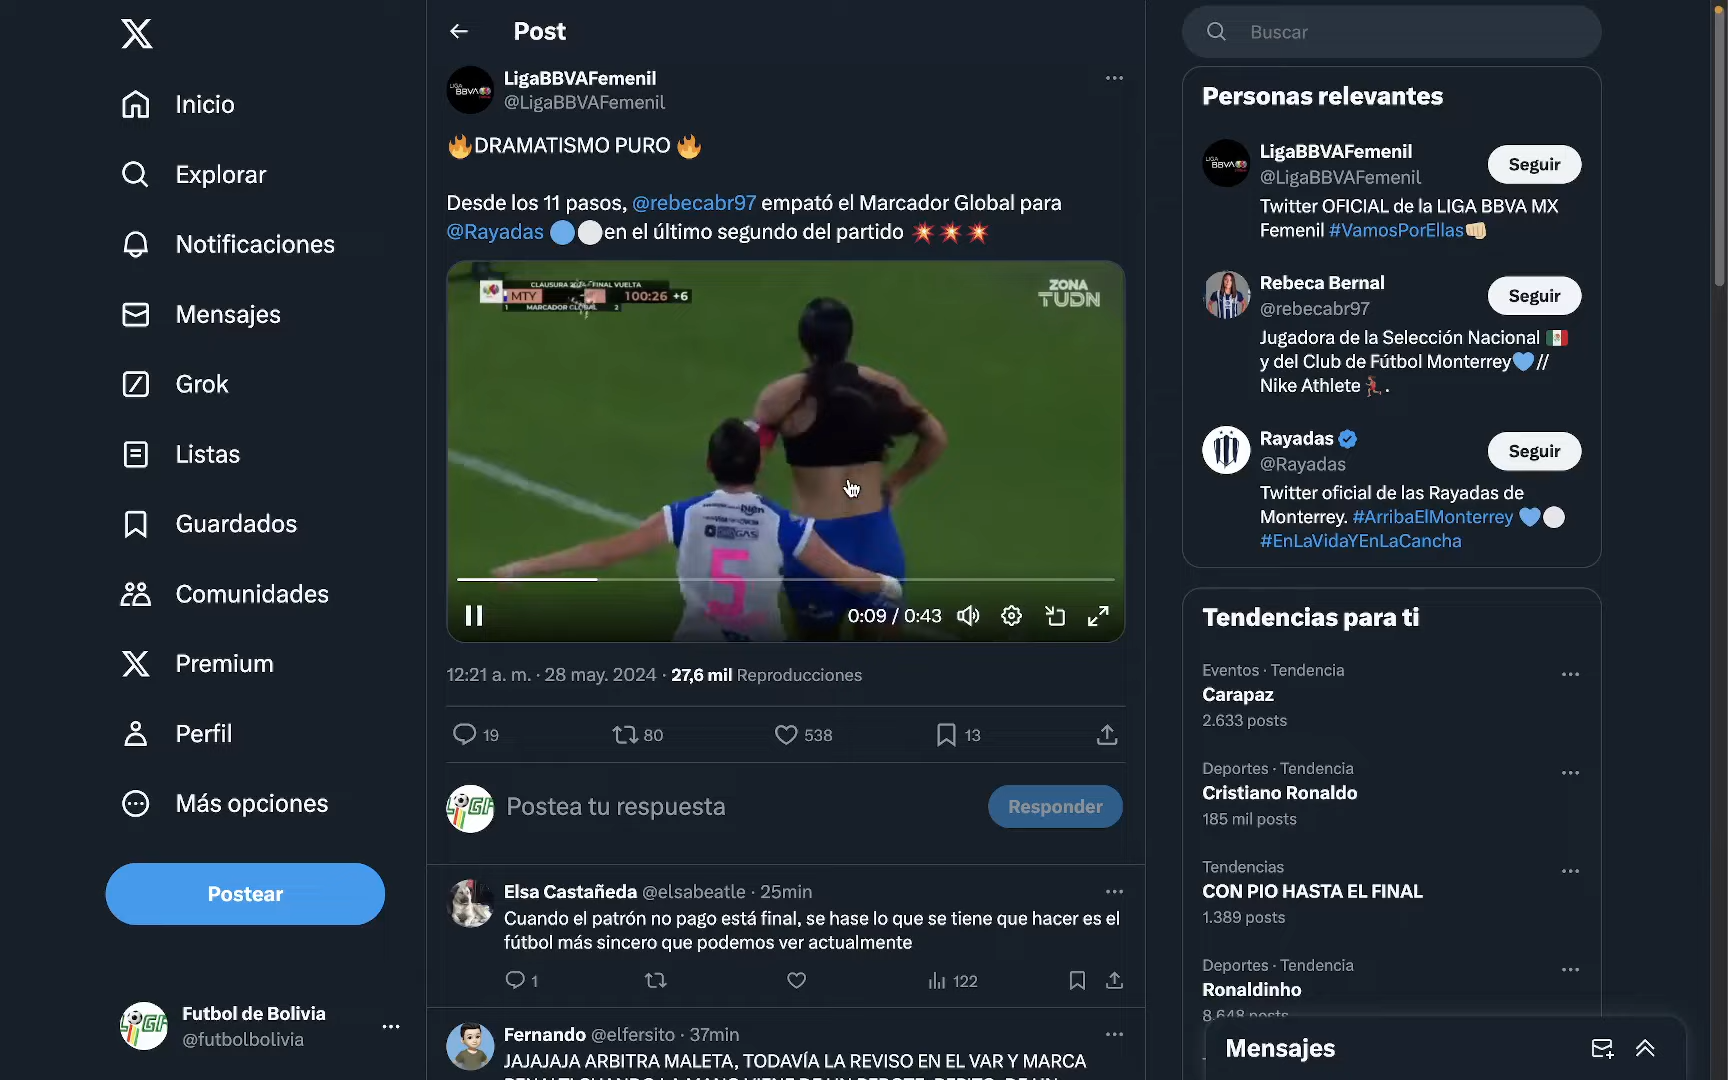 Inicio
Explorar
Notificaciones
Mensajes
Grok
Listas
Guardados
Comunidades
Premium
Perfil
Más opciones
Postear
Futbol de Bolivia
@futbolbolivia
Post
LigaBBVAFemenil
@LigaBBVAFemenil
🔥DRAMATISMO PURO 🔥
Desde los 11 pasos, @rebecabr97 empató el Marcador Global para
@Rayadas 🔵⚪️en el último segundo del partido 💥💥💥
CLAUSURA 2024 FINAL VUELTA
MTY
100:26 +6
1 MARCADOR GLOBAL 2
ZONA
TUDN
5
0:09 / 0:43
12:21 a. m. · 28 may. 2024 · 27,6 mil Reproducciones
19 80 538 13
Postea tu respuesta
Responder
Elsa Castañeda @elsabeatle · 25min
Cuando el patrón no pago está final, se hase lo que se tiene que hacer es el
fútbol más sincero que podemos ver actualmente
1 122
Fernando @elfersito · 37min
JAJAJAJA ARBITRA MALETA, TODAVÍA LA REVISO EN EL VAR Y MARCA
Buscar
Personas relevantes
LigaBBVAFemenil
@LigaBBVAFemenil
Seguir
Twitter OFICIAL de la LIGA BBVA MX
Femenil #VamosPorEllas👊🏼
Rebeca Bernal
@rebecabr97
Seguir
Jugadora de la Selección Nacional 🇲🇽
y del Club de Fútbol Monterrey💙//
Nike Athlete🏃🏽‍♀️.
Rayadas
@Rayadas
Seguir
Twitter oficial de las Rayadas de
Monterrey. #ArribaElMonterrey 💙⚪️
#EnLaVidaYEnLaCancha
Tendencias para ti
Eventos · Tendencia
Carapaz
2.633 posts
Deportes · Tendencia
Cristiano Ronaldo
185 mil posts
Tendencias
CON PIO HASTA EL FINAL
1.389 posts
Deportes · Tendencia
Ronaldinho
8.648 posts
Mensajes